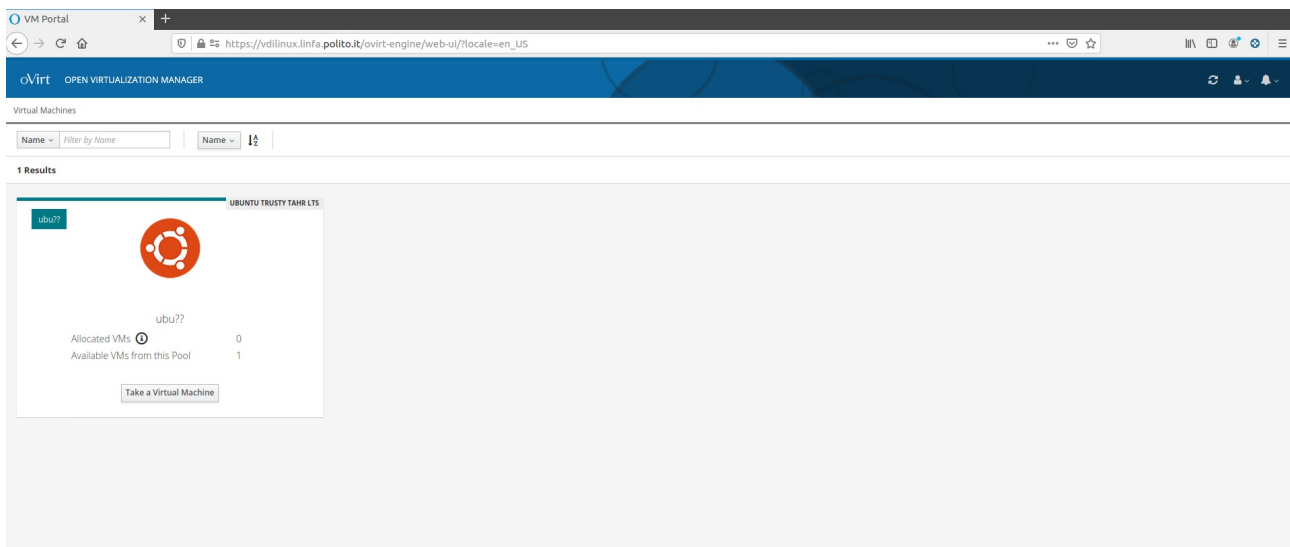 VM Portal
https://vdilinux.linfa.polito.it/ovirt-engine/web-ui/?locale=en_US
oVirt OPEN VIRTUALIZATION MANAGER
Virtual Machines
Name Filter by Name Name
1 Results
UBUNTU TRUSTY TAHR LTS
ubu??
ubu??
Allocated VMs 0
Available VMs from this Pool 1
Take a Virtual Machine